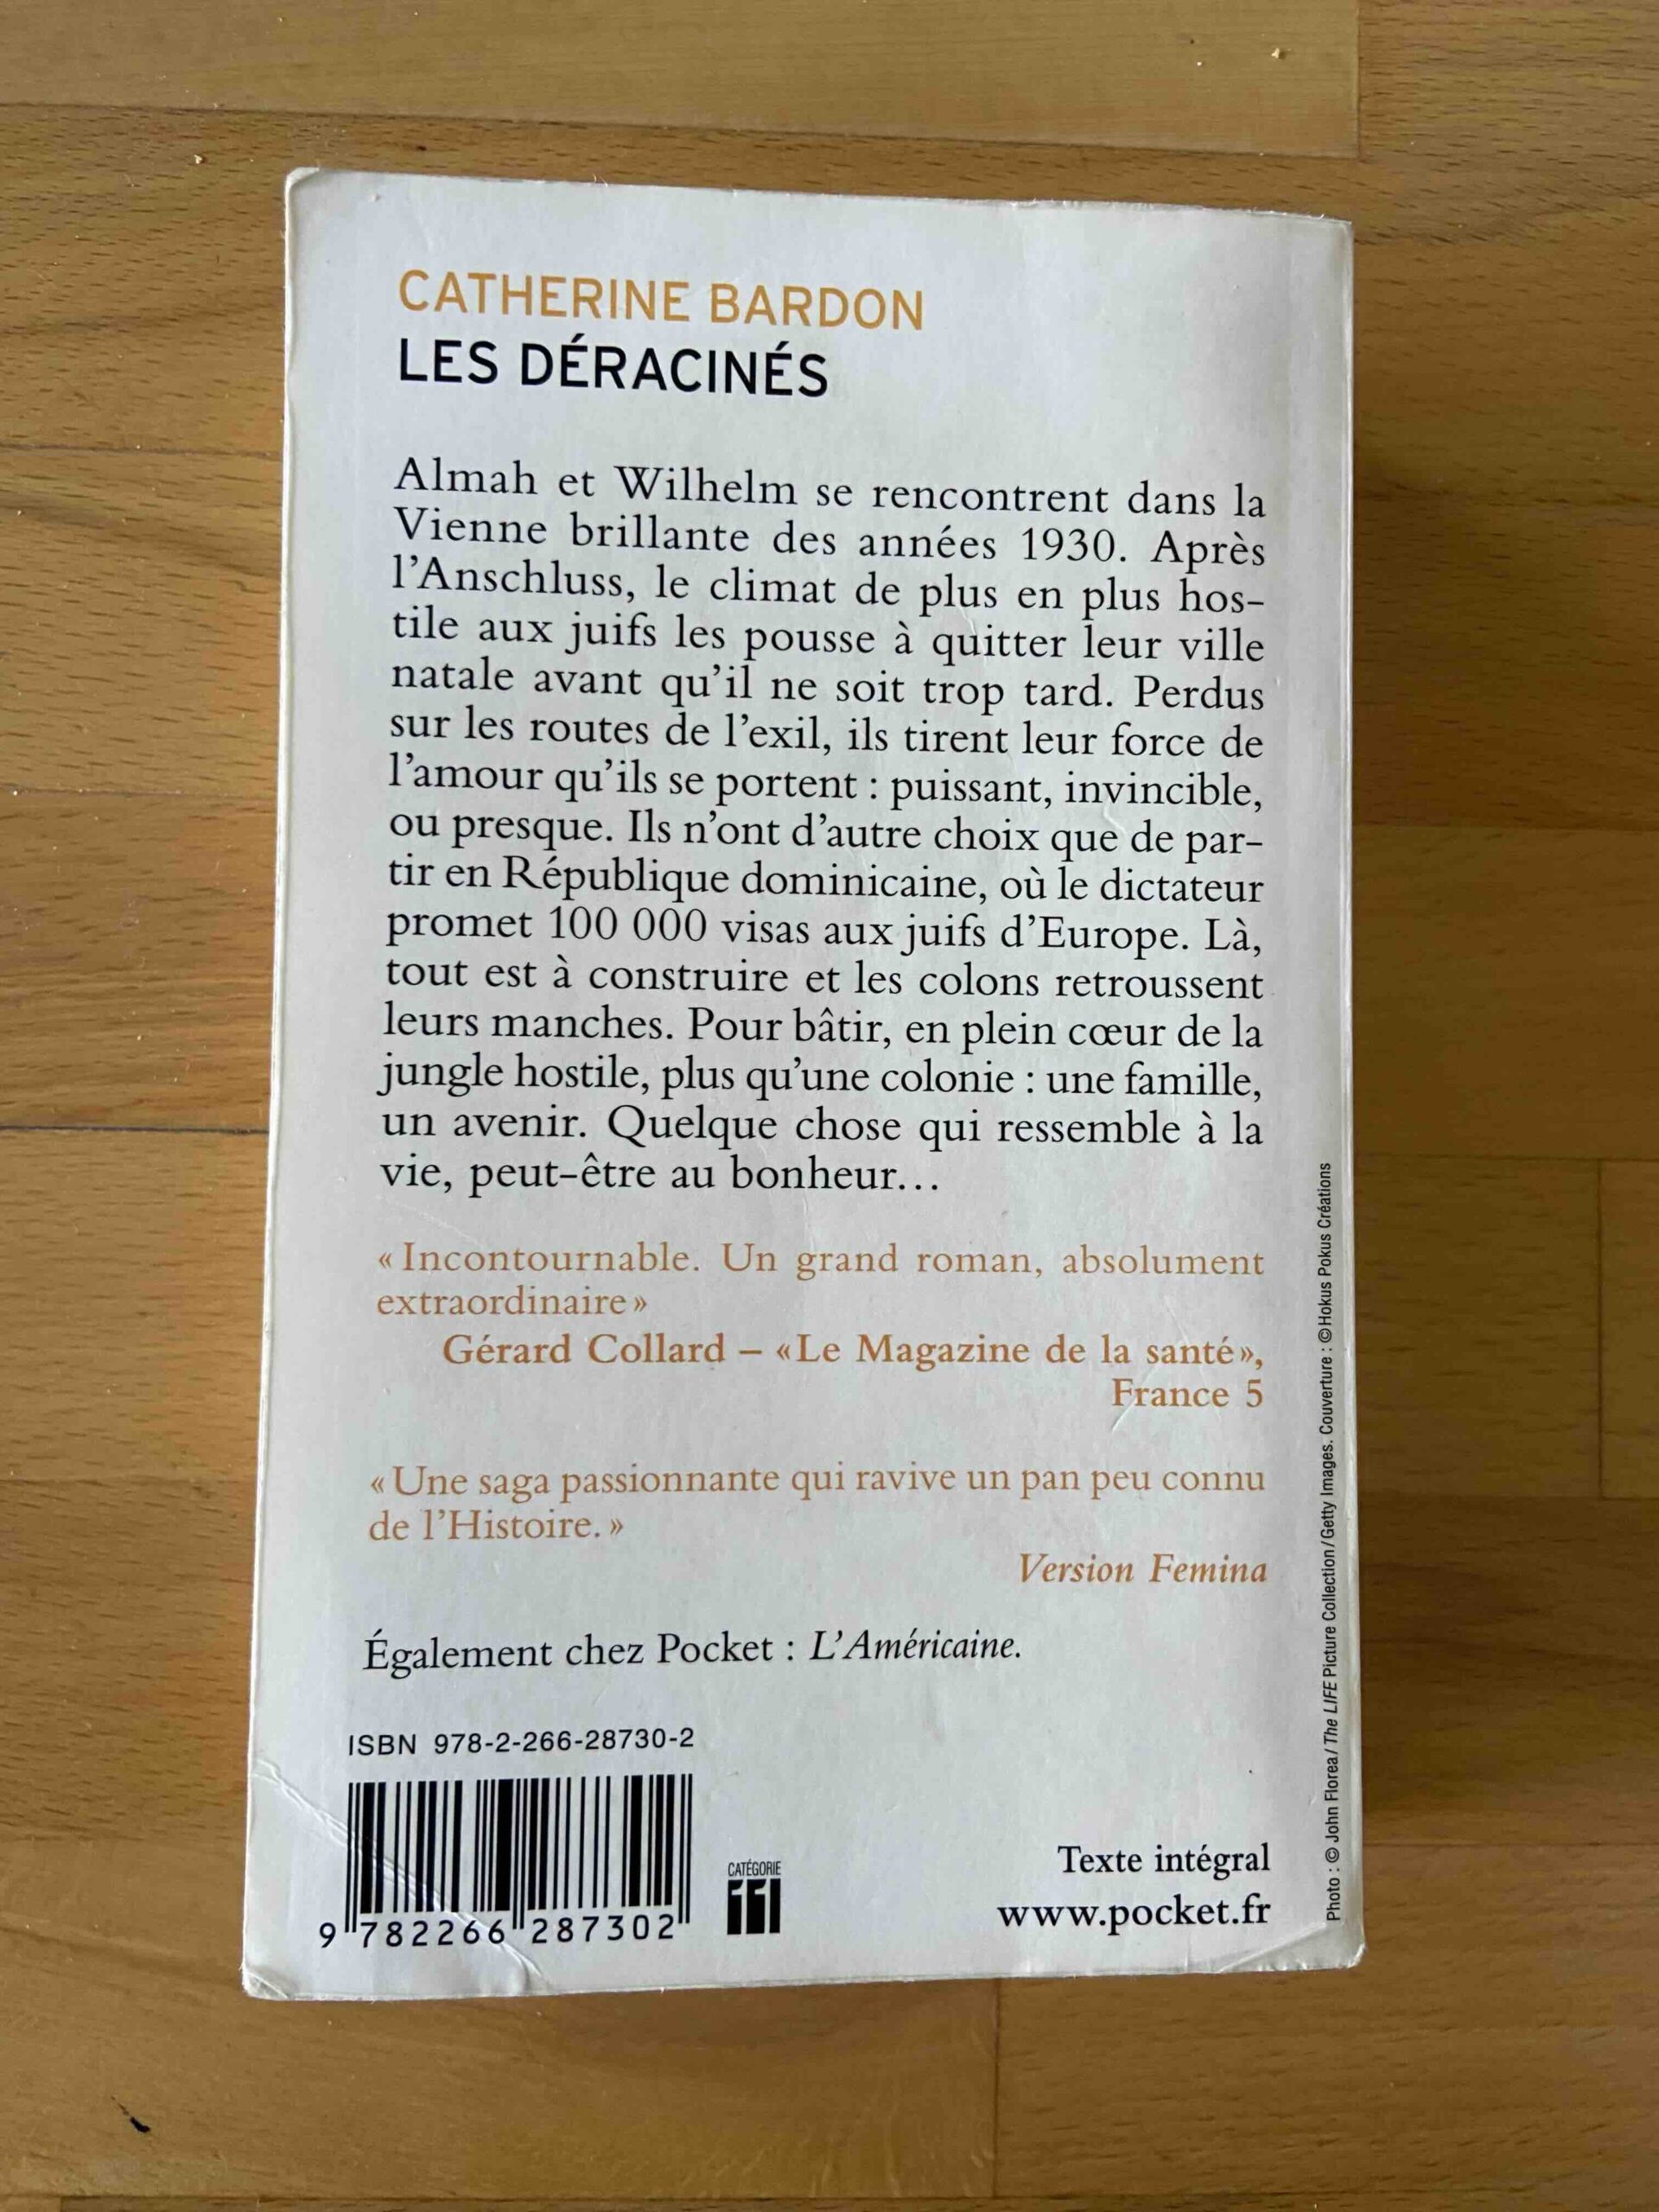 CATHERINE BARDON
LES DÉRACINÉS
Almah et Wilhelm se rencontrent dans la
Vienne brillante des années 1930. Après
l'Anschluss, le climat de plus en plus hos-
tile aux juifs les pousse à quitter leur ville
natale avant qu'il ne soit trop tard. Perdus
sur les routes de l'exil, ils tirent leur force de
l'amour qu'ils se portent : puissant, invincible,
ou presque. Ils n'ont d'autre choix que de par-
tir en République dominicaine, où le dictateur
promet 100 000 visas aux juifs d'Europe. Là,
tout est à construire et les colons retroussent
leurs manches. Pour bâtir, en plein cœur de la
jungle hostile, plus qu'une colonie : une famille,
un avenir. Quelque chose qui ressemble à la
vie, peut-être au bonheur…
« Incontournable. Un grand roman, absolument
extraordinaire »
Gérard Collard – «Le Magazine de la santé»,
France 5
« Une saga passionnante qui ravive un pan peu connu
de l'Histoire. »
Version Femina
Également chez Pocket : L'Américaine.
ISBN 978-2-266-28730-2
9 782266 287302
CATÉGORIE
Texte intégral
www.pocket.fr
Photo : © John Florea/The LIFE Picture Collection/Getty Images. Couverture : ©Hokus Pokus Créations